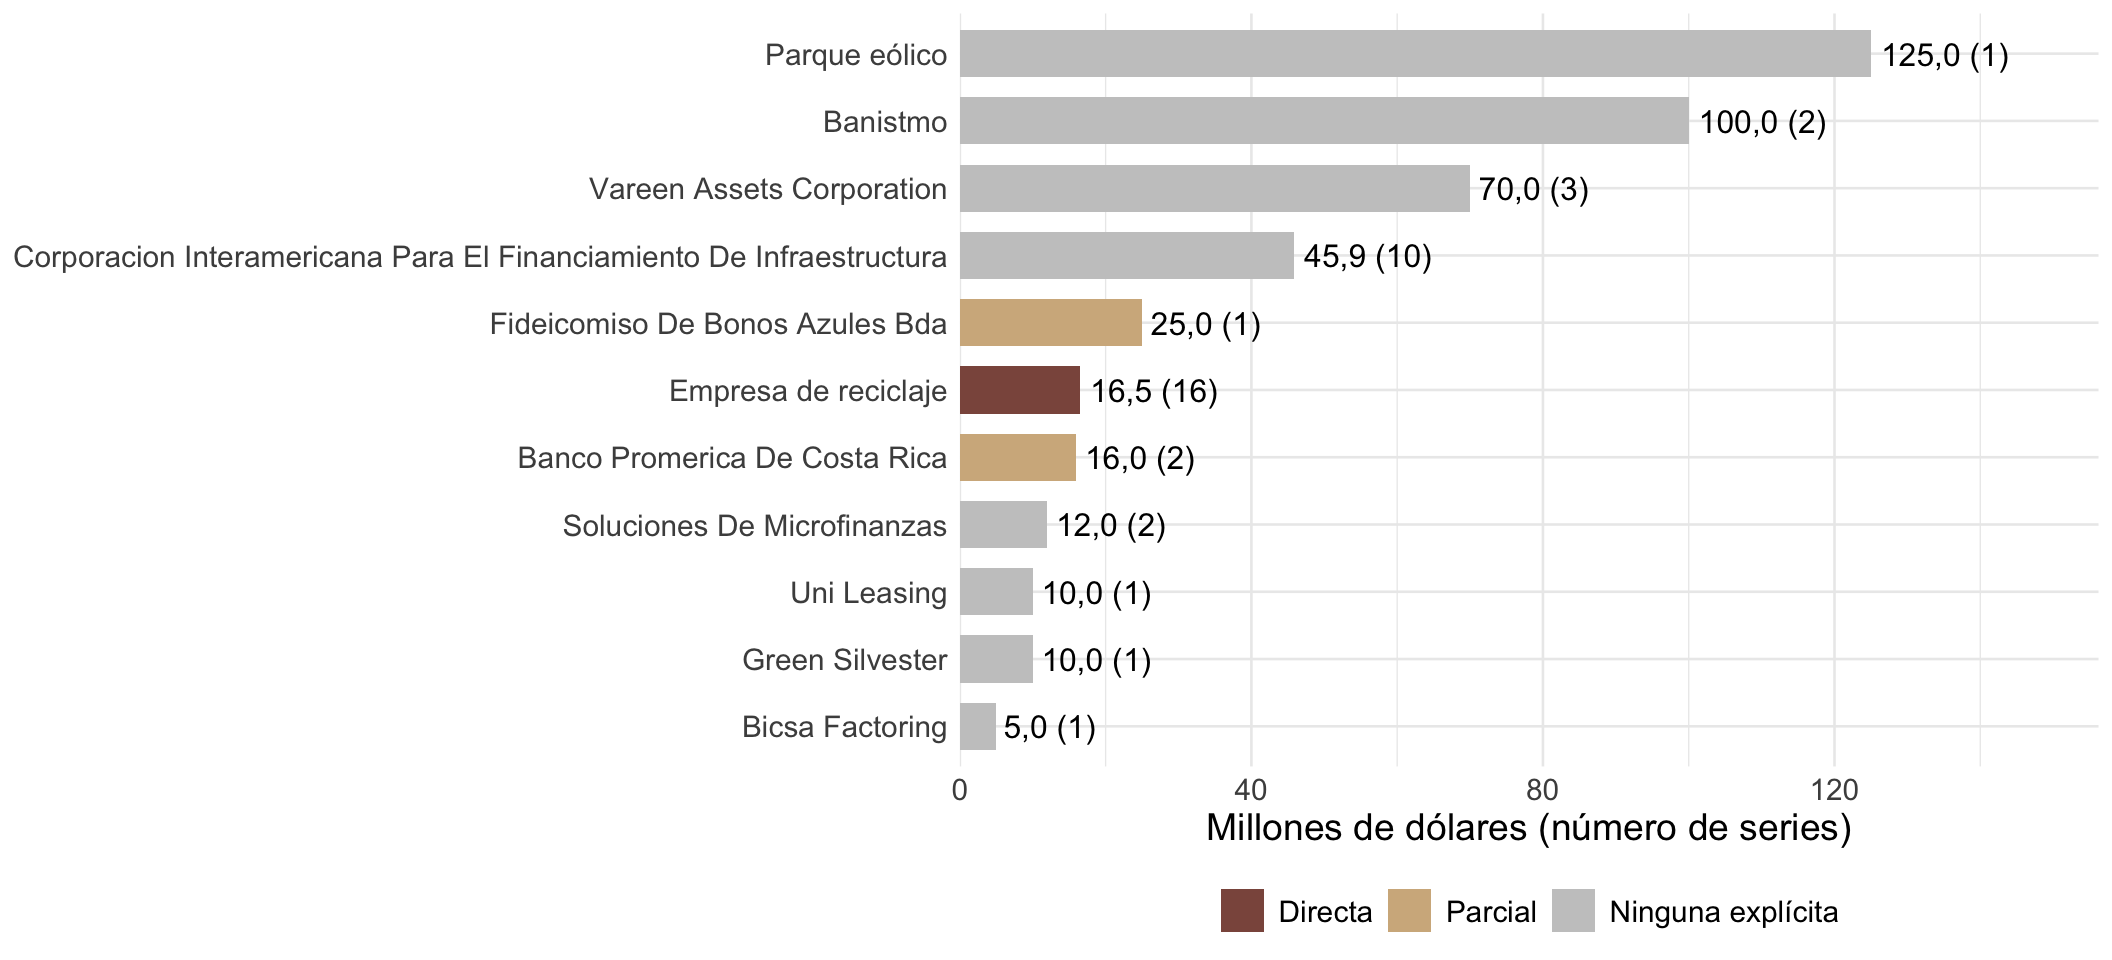 Parque eólico 125,0 (1)
Banistmo 100,0 (2)
Vareen Assets Corporation 70,0 (3)
Corporacion Interamericana Para El Financiamiento De Infraestructura 45,9 (10)
Fideicomiso De Bonos Azules Bda 25,0 (1)
Empresa de reciclaje 16,5 (16)
Banco Promerica De Costa Rica 16,0 (2)
Soluciones De Microfinanzas 12,0 (2)
Uni Leasing 10,0 (1)
Green Silvester 10,0 (1)
Bicsa Factoring 5,0 (1)
0 40 80 120
Millones de dólares (número de series)
Directa Parcial Ninguna explícita